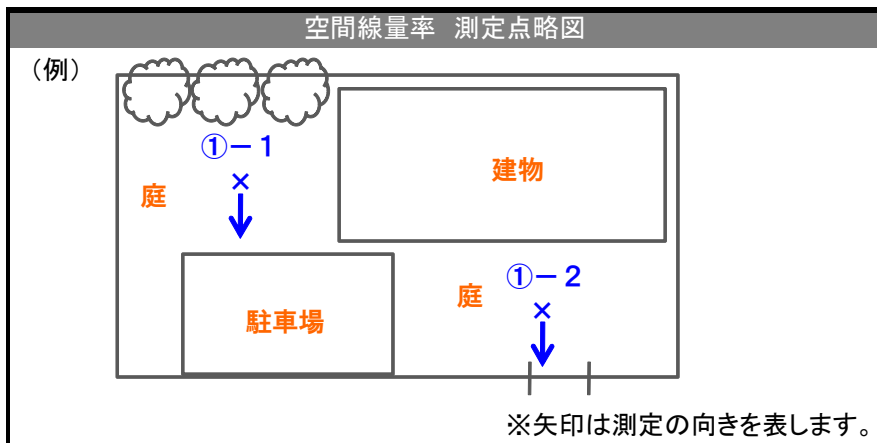 空間線量率 測定点略図
（例）
①－１
×
庭
建物
駐車場
庭
①－２
×
※矢印は測定の向きを表します。